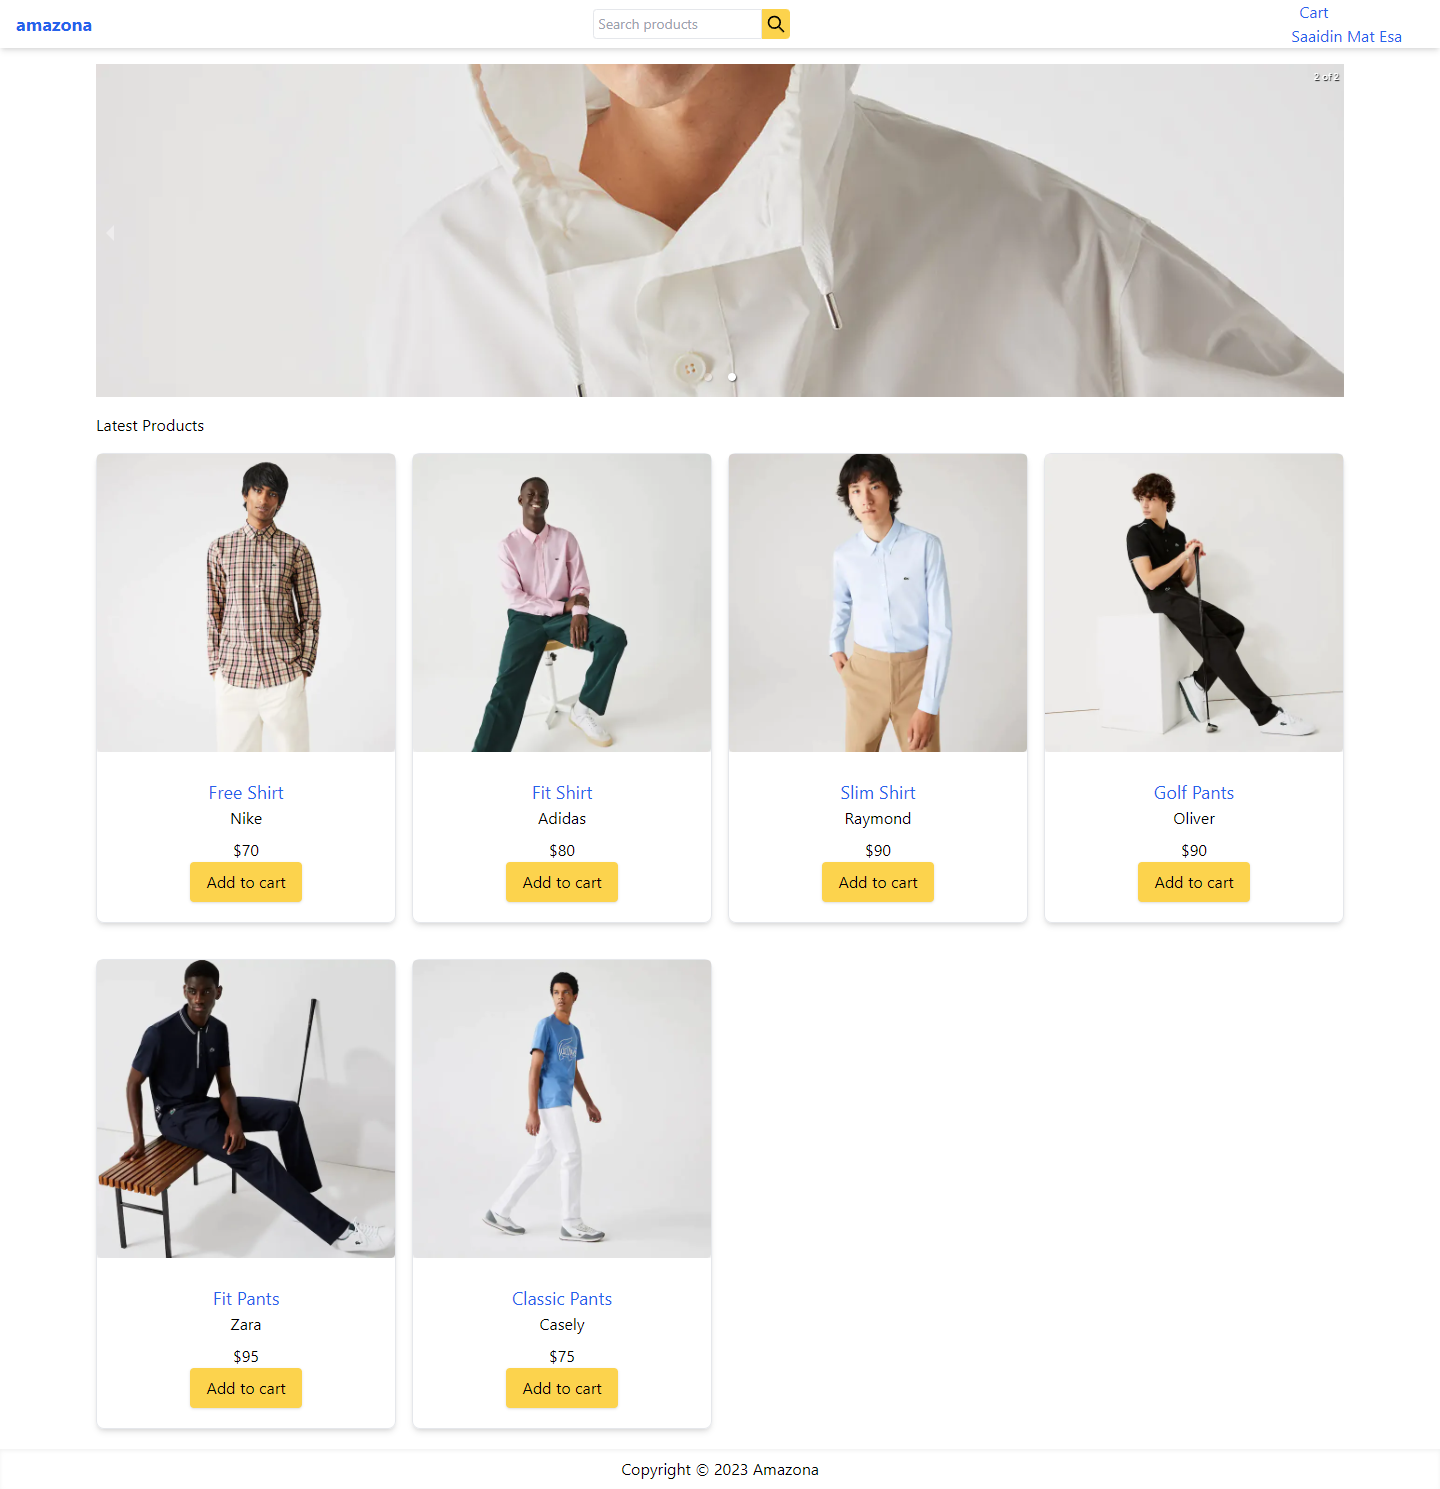 amazona
Search products
Cart
Saaidin Mat Esa
2 of 2
Latest Products
Free Shirt
Nike
$70
Add to cart
Fit Shirt
Adidas
$80
Add to cart
Slim Shirt
Raymond
$90
Add to cart
Golf Pants
Oliver
$90
Add to cart
Fit Pants
Zara
$95
Add to cart
Classic Pants
Casely
$75
Add to cart
Copyright © 2023 Amazona